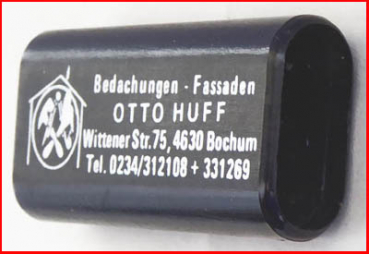 Bedachungen - Fassaden
OTTO HUFF
Wittener Str. 75, 4630 Bochum
Tel. 0234/312108 + 331269